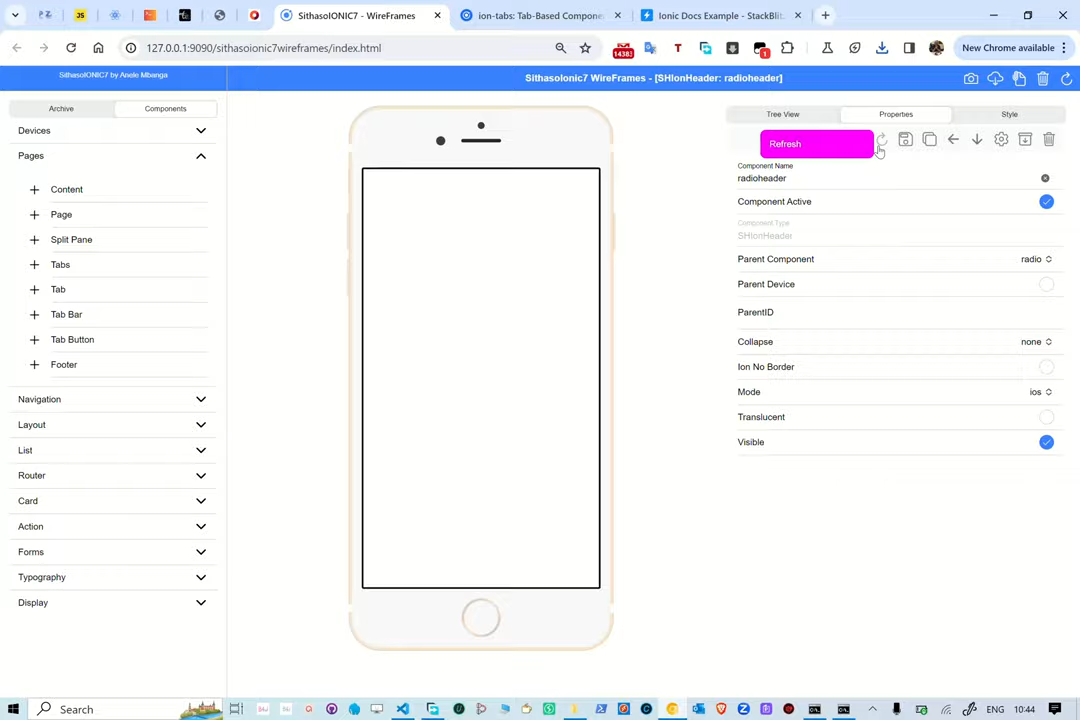 SithasoIONIC7 - WireFrames
ion-tabs: Tab-Based Compone
Ionic Docs Example - StackBlit
127.0.0.1:9090/sithasoionic7wireframes/index.html
14383
1
New Chrome available
SithasoIONIC7 by Anele Mbanga
SithasoIonic7 WireFrames - [SHIonHeader: radioheader]
Archive
Components
Devices
Pages
Content
Page
Split Pane
Tabs
Tab
Tab Bar
Tab Button
Footer
Navigation
Layout
List
Router
Card
Action
Forms
Typography
Display
Tree View
Properties
Style
Refresh
Component Name
radioheader
Component Active
Component Type
SHIonHeader
Parent Component
radio
Parent Device
ParentID
Collapse
none
Ion No Border
Mode
ios
Translucent
Visible
Search
ENG
10:44